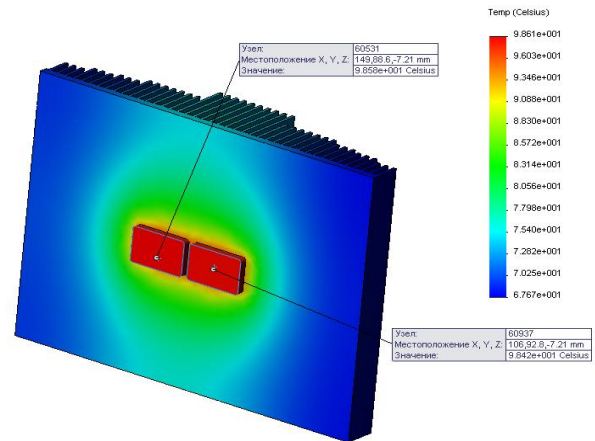 Temp (Celsius)
9.861e+001
9.603e+001
9.346e+001
9.088e+001
8.830e+001
8.572e+001
8.314e+001
8.056e+001
7.798e+001
7.540e+001
7.282e+001
7.025e+001
6.767e+001
Узел: 60531
Местоположение X, Y, Z: 149,88.6,-7.21 mm
Значение: 9.858e+001 Celsius
Узел: 60937
Местоположение X, Y, Z: 106,92.8,-7.21 mm
Значение: 9.842e+001 Celsius